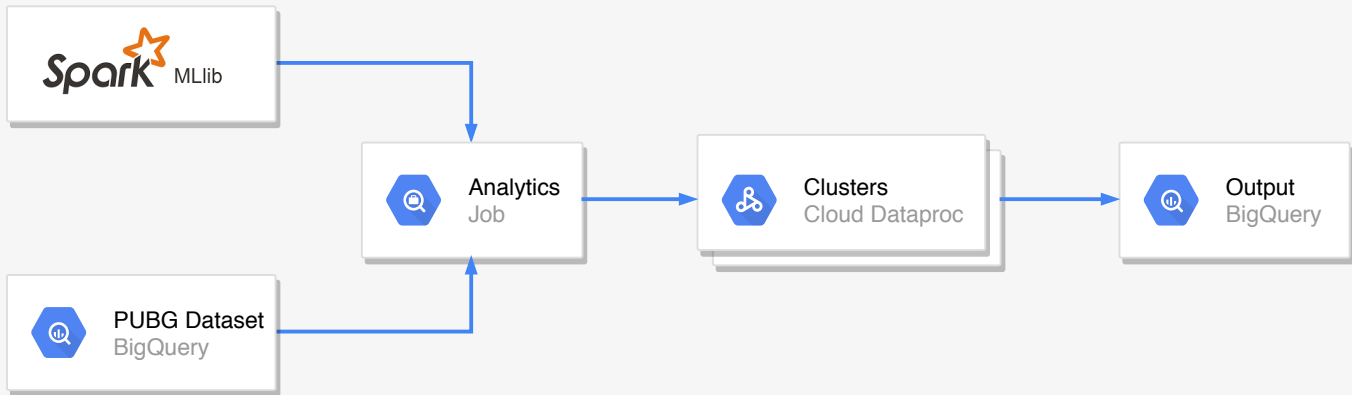 Spark MLlib
Analytics
Job
Clusters
Cloud Dataproc
Output
BigQuery
PUBG Dataset
BigQuery